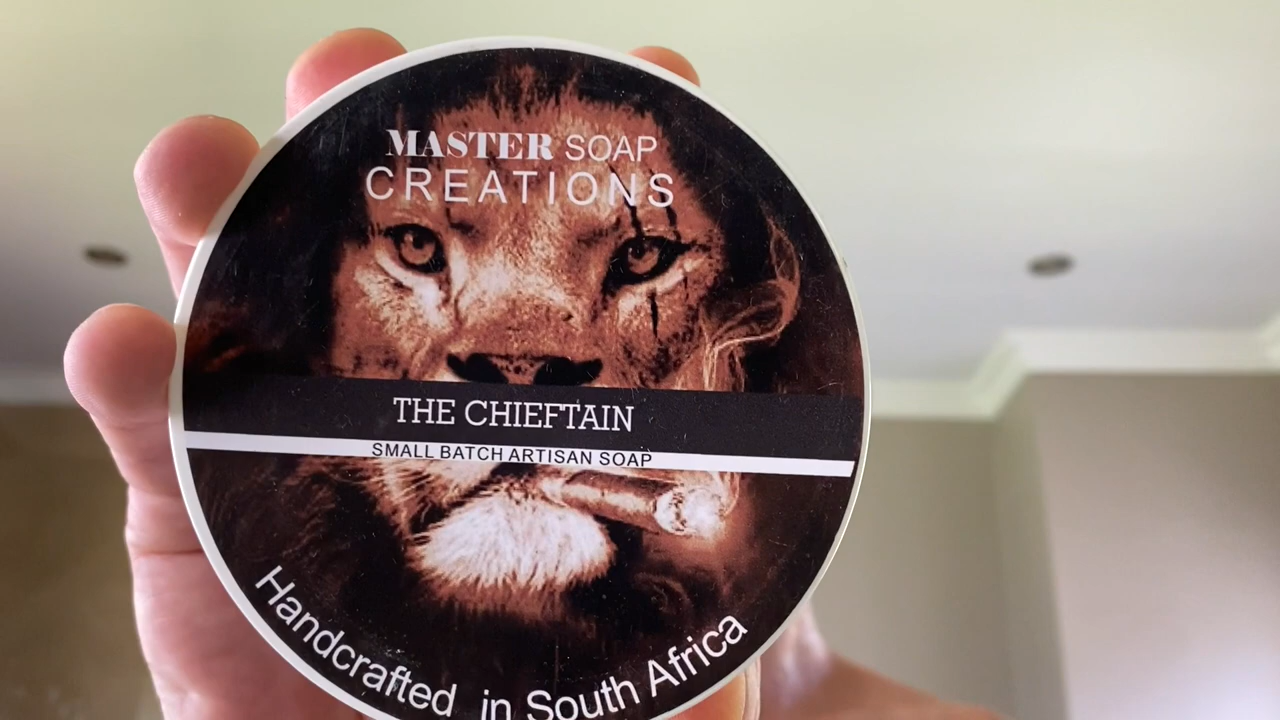 MASTER SOAP
CREATIONS
THE CHIEFTAIN
SMALL BATCH ARTISAN SOAP
Handcrafted in South Africa